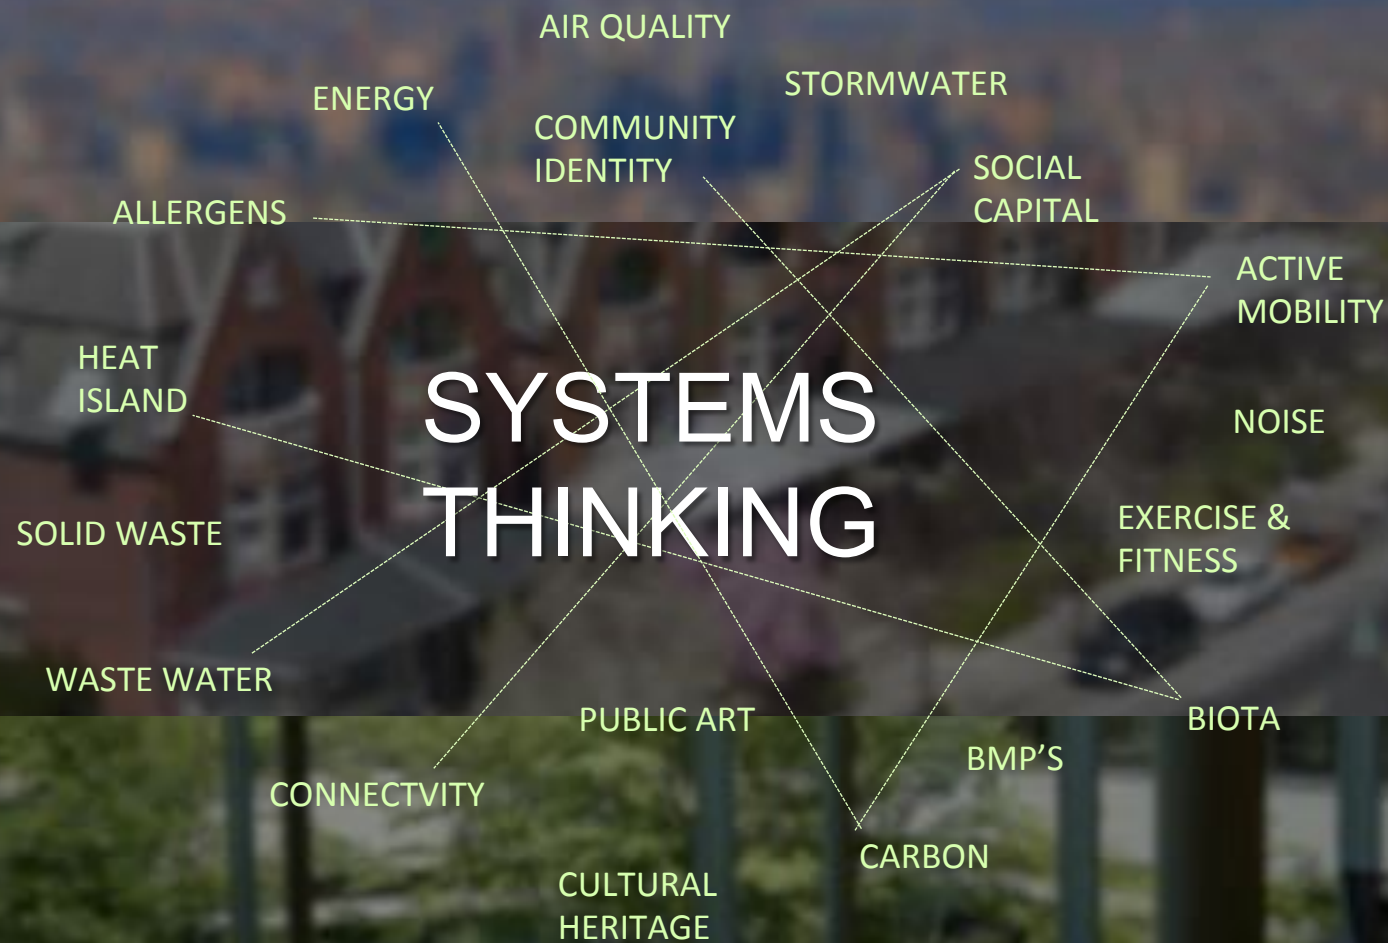 AIR QUALITY
STORMWATER
ENERGY
COMMUNITY
IDENTITY
SOCIAL
CAPITAL
ALLERGENS
ACTIVE
MOBILITY
HEAT
ISLAND
SYSTEMS
THINKING
NOISE
SOLID WASTE
EXERCISE &
FITNESS
WASTE WATER
PUBLIC ART
BIOTA
BMP'S
CONNECTVITY
CARBON
CULTURAL
HERITAGE